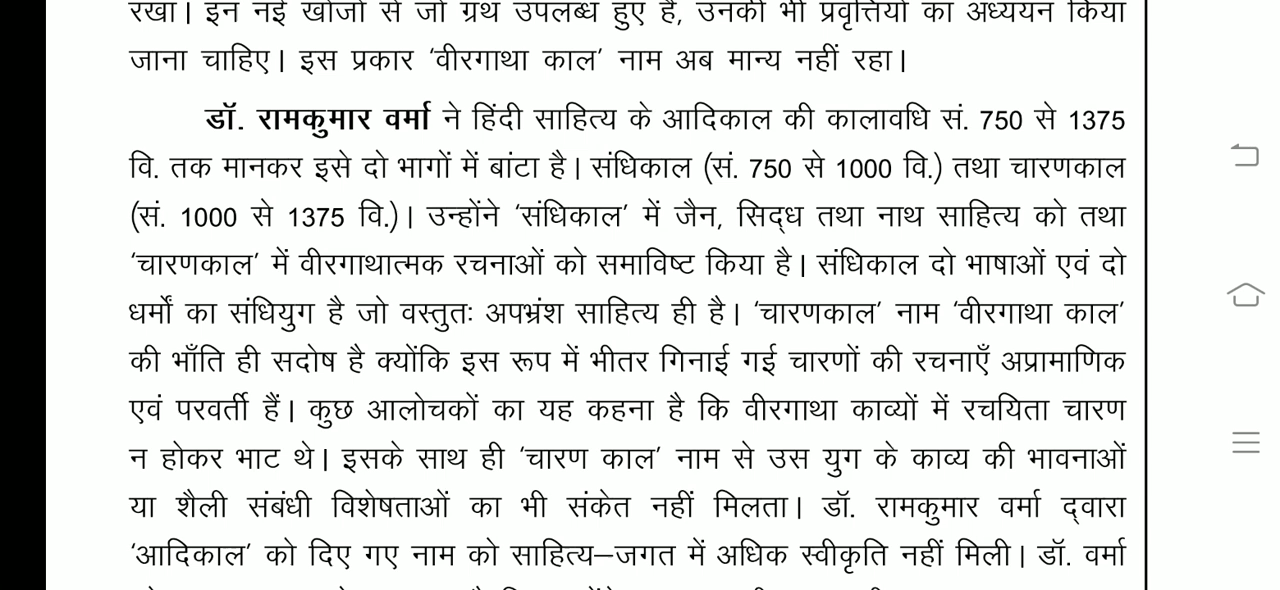 रखा। इन नई खोजों से जो ग्रंथ उपलब्ध हुए हैं, उनकी भी प्रवृत्तियों का अध्ययन किया
जाना चाहिए। इस प्रकार ‘वीरगाथा काल’ नाम अब मान्य नहीं रहा।
डॉ. रामकुमार वर्मा ने हिंदी साहित्य के आदिकाल की कालावधि सं. 750 से 1375
वि. तक मानकर इसे दो भागों में बांटा है। संधिकाल (सं. 750 से 1000 वि.) तथा चारणकाल
(सं. 1000 से 1375 वि.)। उन्होंने ‘संधिकाल’ में जैन, सिद्ध तथा नाथ साहित्य को तथा
‘चारणकाल’ में वीरगाथात्मक रचनाओं को समाविष्ट किया है। संधिकाल दो भाषाओं एवं दो
धर्मों का संधियुग है जो वस्तुतः अपभ्रंश साहित्य ही है। ‘चारणकाल’ नाम ‘वीरगाथा काल’
की भाँति ही सदोष है क्योंकि इस रूप में भीतर गिनाई गई चारणों की रचनाएँ अप्रामाणिक
एवं परवर्ती हैं। कुछ आलोचकों का यह कहना है कि वीरगाथा काव्यों में रचयिता चारण
न होकर भाट थे। इसके साथ ही ‘चारण काल’ नाम से उस युग के काव्य की भावनाओं
या शैली संबंधी विशेषताओं का भी संकेत नहीं मिलता। डॉ. रामकुमार वर्मा द्वारा
‘आदिकाल’ को दिए गए नाम को साहित्य–जगत में अधिक स्वीकृति नहीं मिली। डॉ. वर्मा